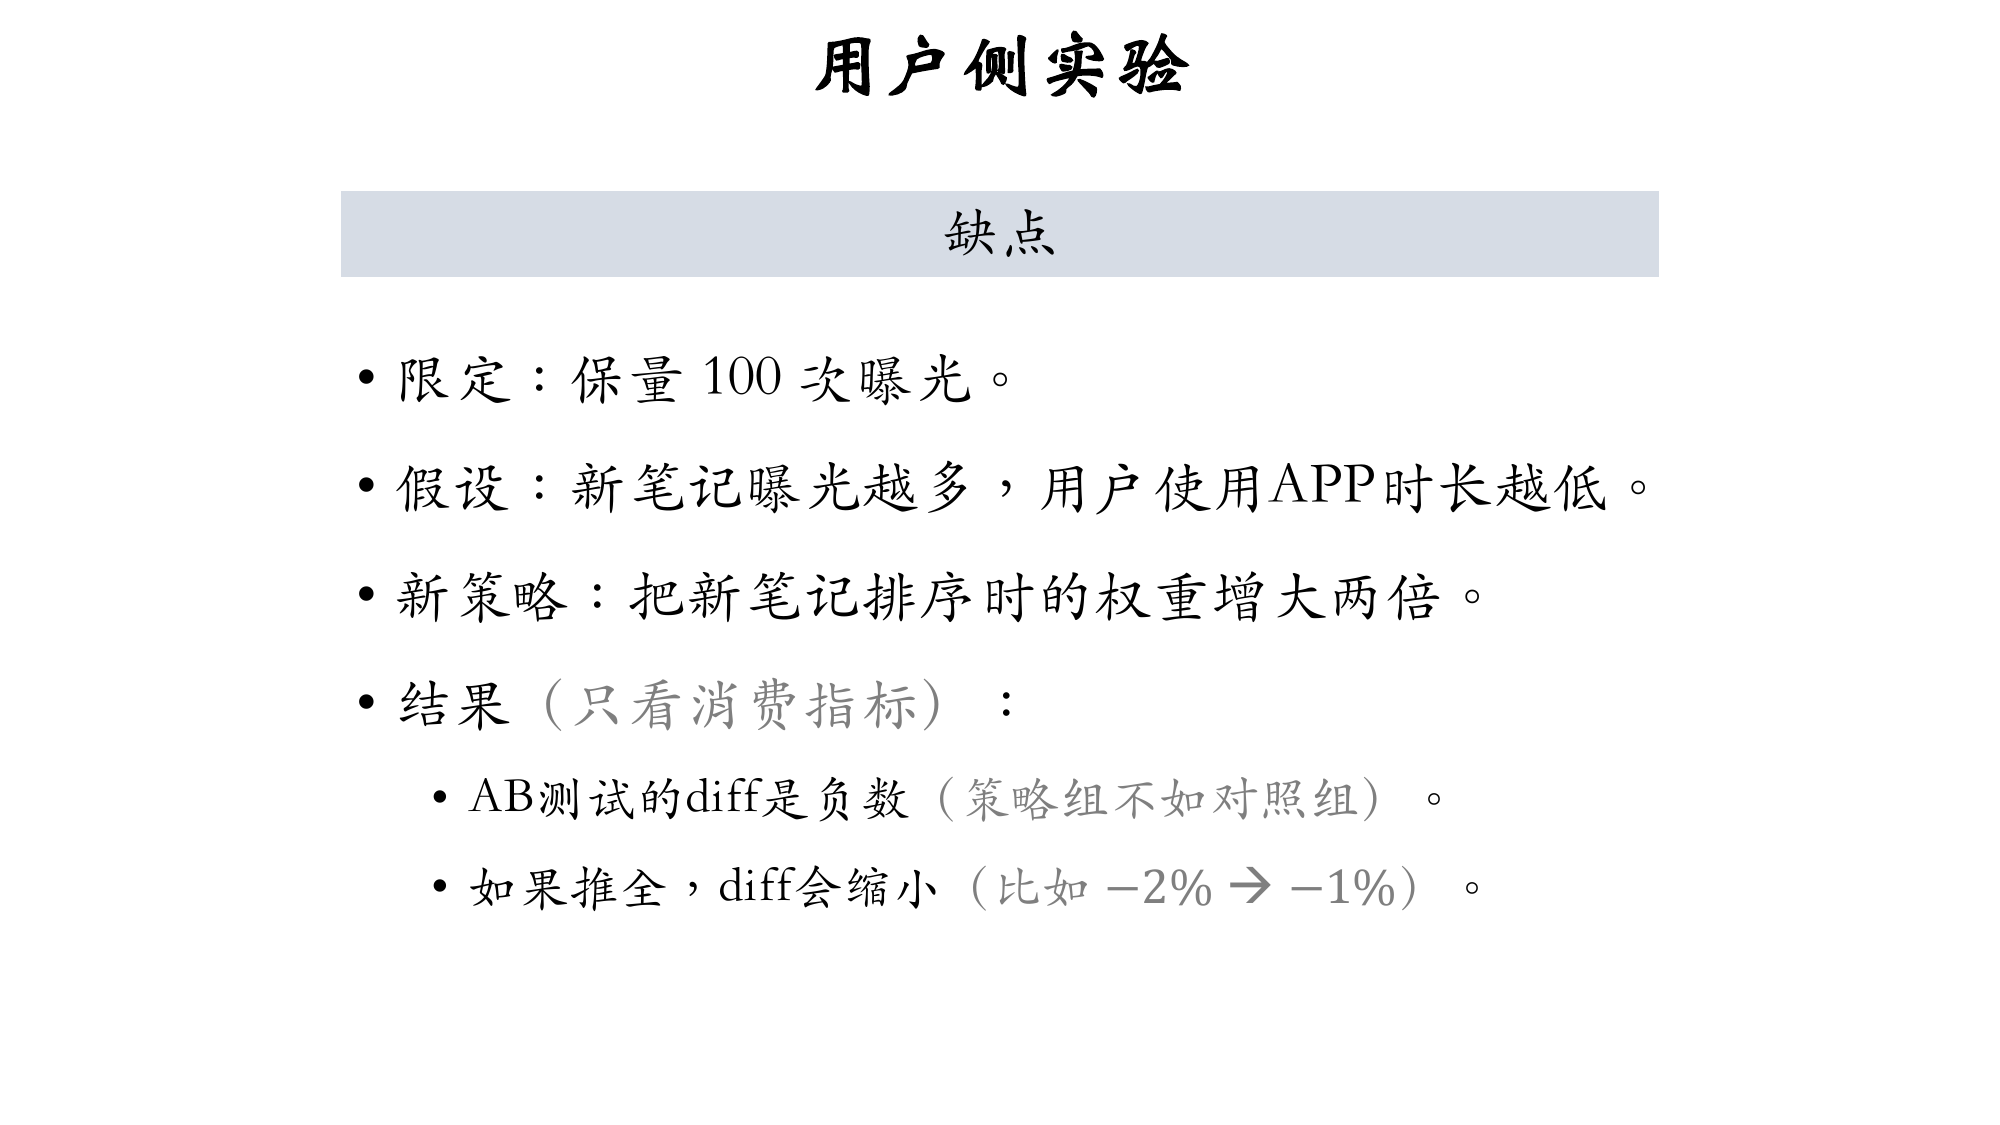 用户侧实验
缺点
• 限定：保量 100 次曝光。
• 假设：新笔记曝光越多，用户使用APP时长越低。
• 新策略：把新笔记排序时的权重增大两倍。
• 结果（只看消费指标）：
• AB测试的diff是负数（策略组不如对照组）。
• 如果推全，diff会缩小（比如 −2% → −1%）。